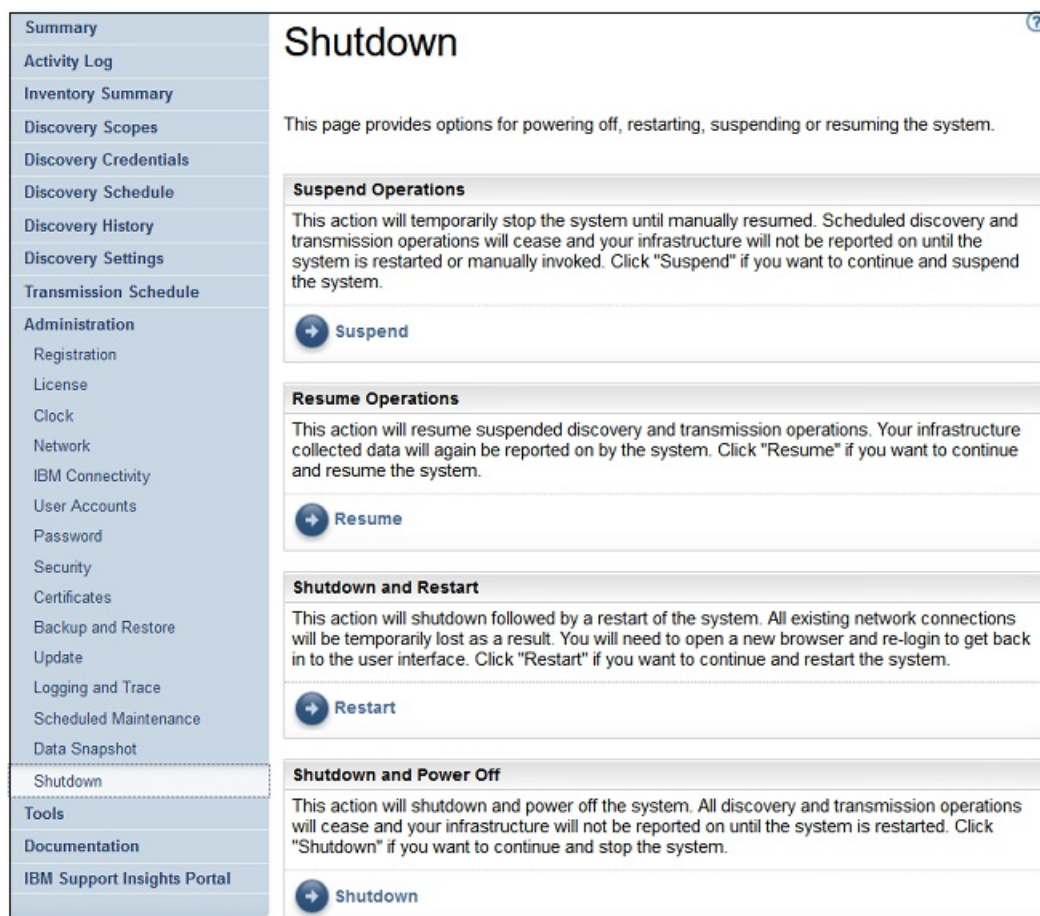 Summary
Activity Log
Inventory Summary
Discovery Scopes
Discovery Credentials
Discovery Schedule
Discovery History
Discovery Settings
Transmission Schedule
Administration
Registration
License
Clock
Network
IBM Connectivity
User Accounts
Password
Security
Certificates
Backup and Restore
Update
Logging and Trace
Scheduled Maintenance
Data Snapshot
Shutdown
Tools
Documentation
IBM Support Insights Portal
?
Shutdown
This page provides options for powering off, restarting, suspending or resuming the system.
Suspend Operations
This action will temporarily stop the system until manually resumed. Scheduled discovery and
transmission operations will cease and your infrastructure will not be reported on until the
system is restarted or manually invoked. Click "Suspend" if you want to continue and suspend
the system.
Suspend
Resume Operations
This action will resume suspended discovery and transmission operations. Your infrastructure
collected data will again be reported on by the system. Click "Resume" if you want to continue
and resume the system.
Resume
Shutdown and Restart
This action will shutdown followed by a restart of the system. All existing network connections
will be temporarily lost as a result. You will need to open a new browser and re-login to get back
in to the user interface. Click "Restart" if you want to continue and restart the system.
Restart
Shutdown and Power Off
This action will shutdown and power off the system. All discovery and transmission operations
will cease and your infrastructure will not be reported on until the system is restarted. Click
"Shutdown" if you want to continue and stop the system.
Shutdown